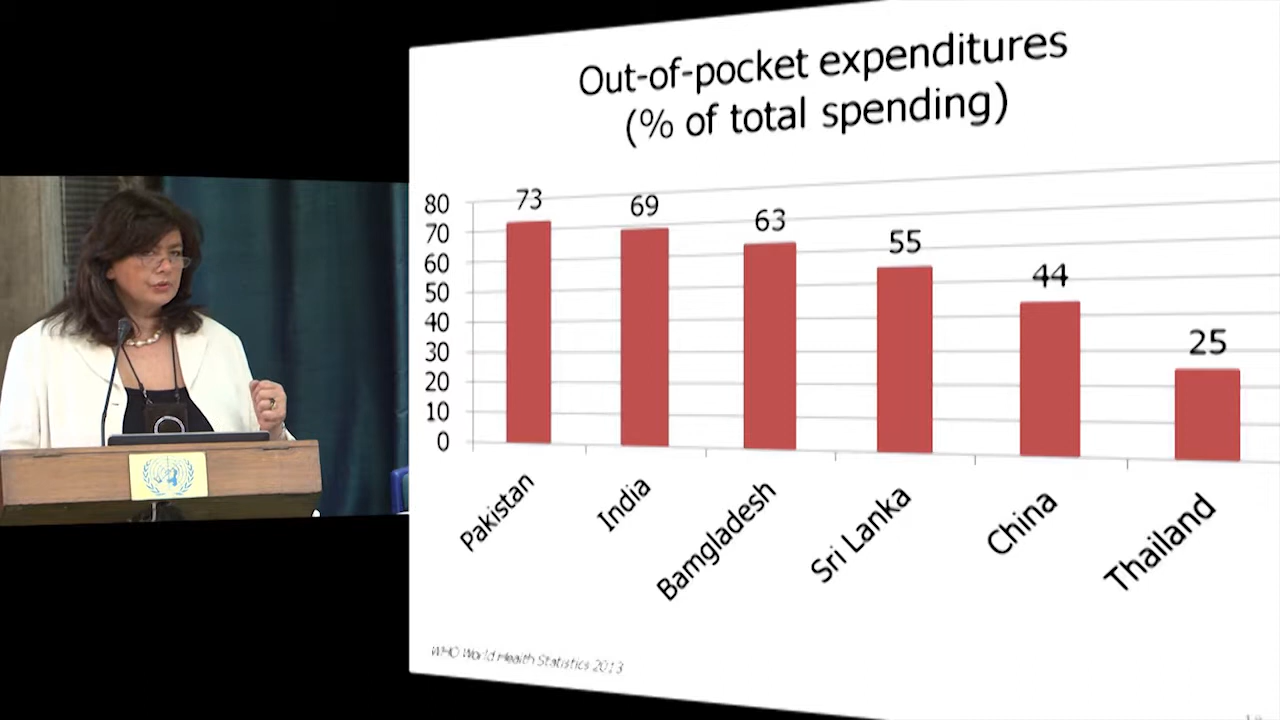 Out-of-pocket expenditures
(% of total spending)
80
70
60
50
40
30
20
10
0
73
69
63
55
44
25
Pakistan
India
Bamgladesh
Sri Lanka
China
Thailand
WHO World Health Statistics 2013